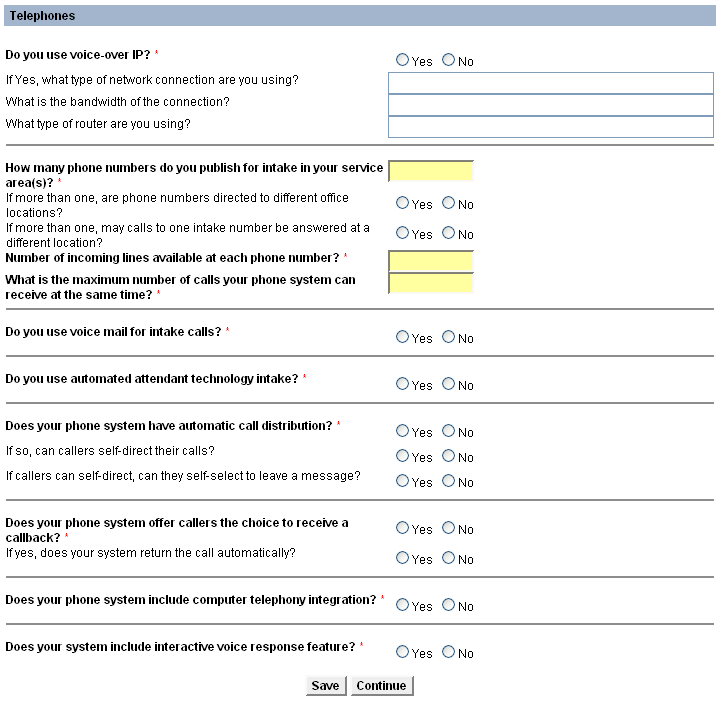 Telephones
Do you use voice-over IP? *
Yes No
If Yes, what type of network connection are you using?
What is the bandwidth of the connection?
What type of router are you using?
How many phone numbers do you publish for intake in your service
area(s)? *
If more than one, are phone numbers directed to different office
locations?
Yes No
If more than one, may calls to one intake number be answered at a
different location?
Yes No
Number of incoming lines available at each phone number? *
What is the maximum number of calls your phone system can
receive at the same time? *
Do you use voice mail for intake calls? *
Yes No
Do you use automated attendant technology intake? *
Yes No
Does your phone system have automatic call distribution? *
Yes No
If so, can callers self-direct their calls?
Yes No
If callers can self-direct, can they self-select to leave a message?
Yes No
Does your phone system offer callers the choice to receive a
callback? *
Yes No
If yes, does your system return the call automatically?
Yes No
Does your phone system include computer telephony integration? *
Yes No
Does your system include interactive voice response feature? *
Yes No
Save Continue